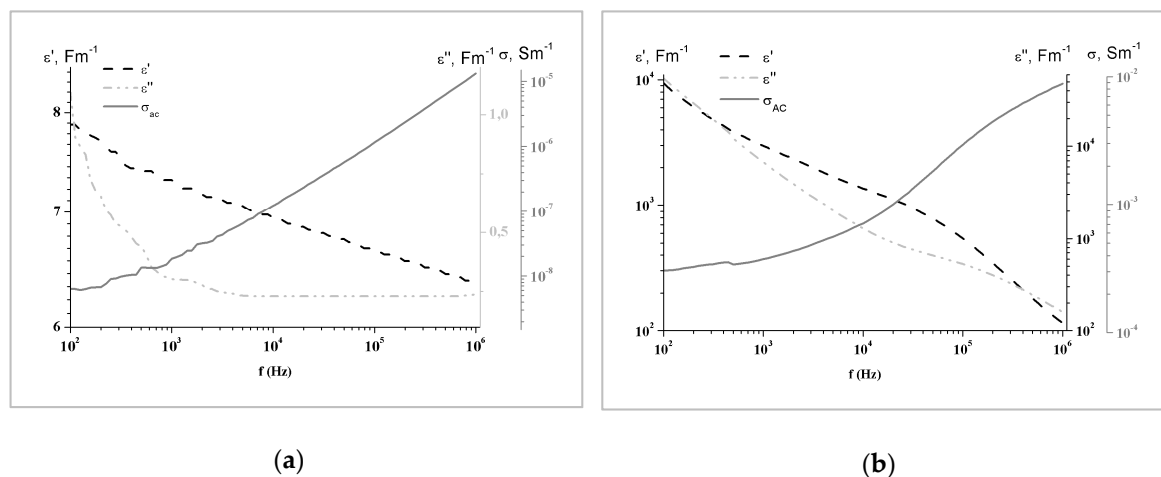 ε', Fm⁻¹ ε'', Fm⁻¹ σ, Sm⁻¹
ε'
ε''
σac
8
7
6
1,0
0,5
10⁻⁵
10⁻⁶
10⁻⁷
10⁻⁸
10² 10³ 10⁴ 10⁵ 10⁶
f (Hz)
(a)
ε', Fm⁻¹ ε'', Fm⁻¹ σ, Sm⁻¹
ε'
ε''
σAC
10⁴
10³
10²
10⁴
10³
10²
10⁻²
10⁻³
10⁻⁴
10² 10³ 10⁴ 10⁵ 10⁶
f (Hz)
(b)